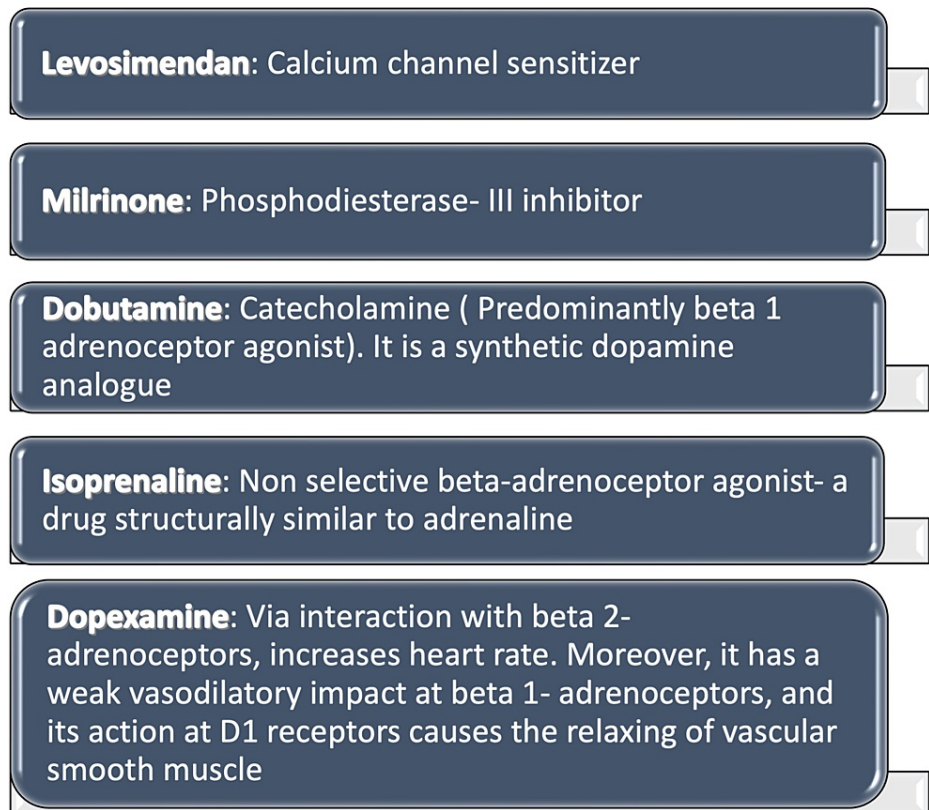 Levosimendan: Calcium channel sensitizer
Milrinone: Phosphodiesterase- III inhibitor
Dobutamine: Catecholamine ( Predominantly beta 1
adrenoceptor agonist). It is a synthetic dopamine
analogue
Isoprenaline: Non selective beta-adrenoceptor agonist- a
drug structurally similar to adrenaline
Dopexamine: Via interaction with beta 2-
adrenoceptors, increases heart rate. Moreover, it has a
weak vasodilatory impact at beta 1- adrenoceptors, and
its action at D1 receptors causes the relaxing of vascular
smooth muscle